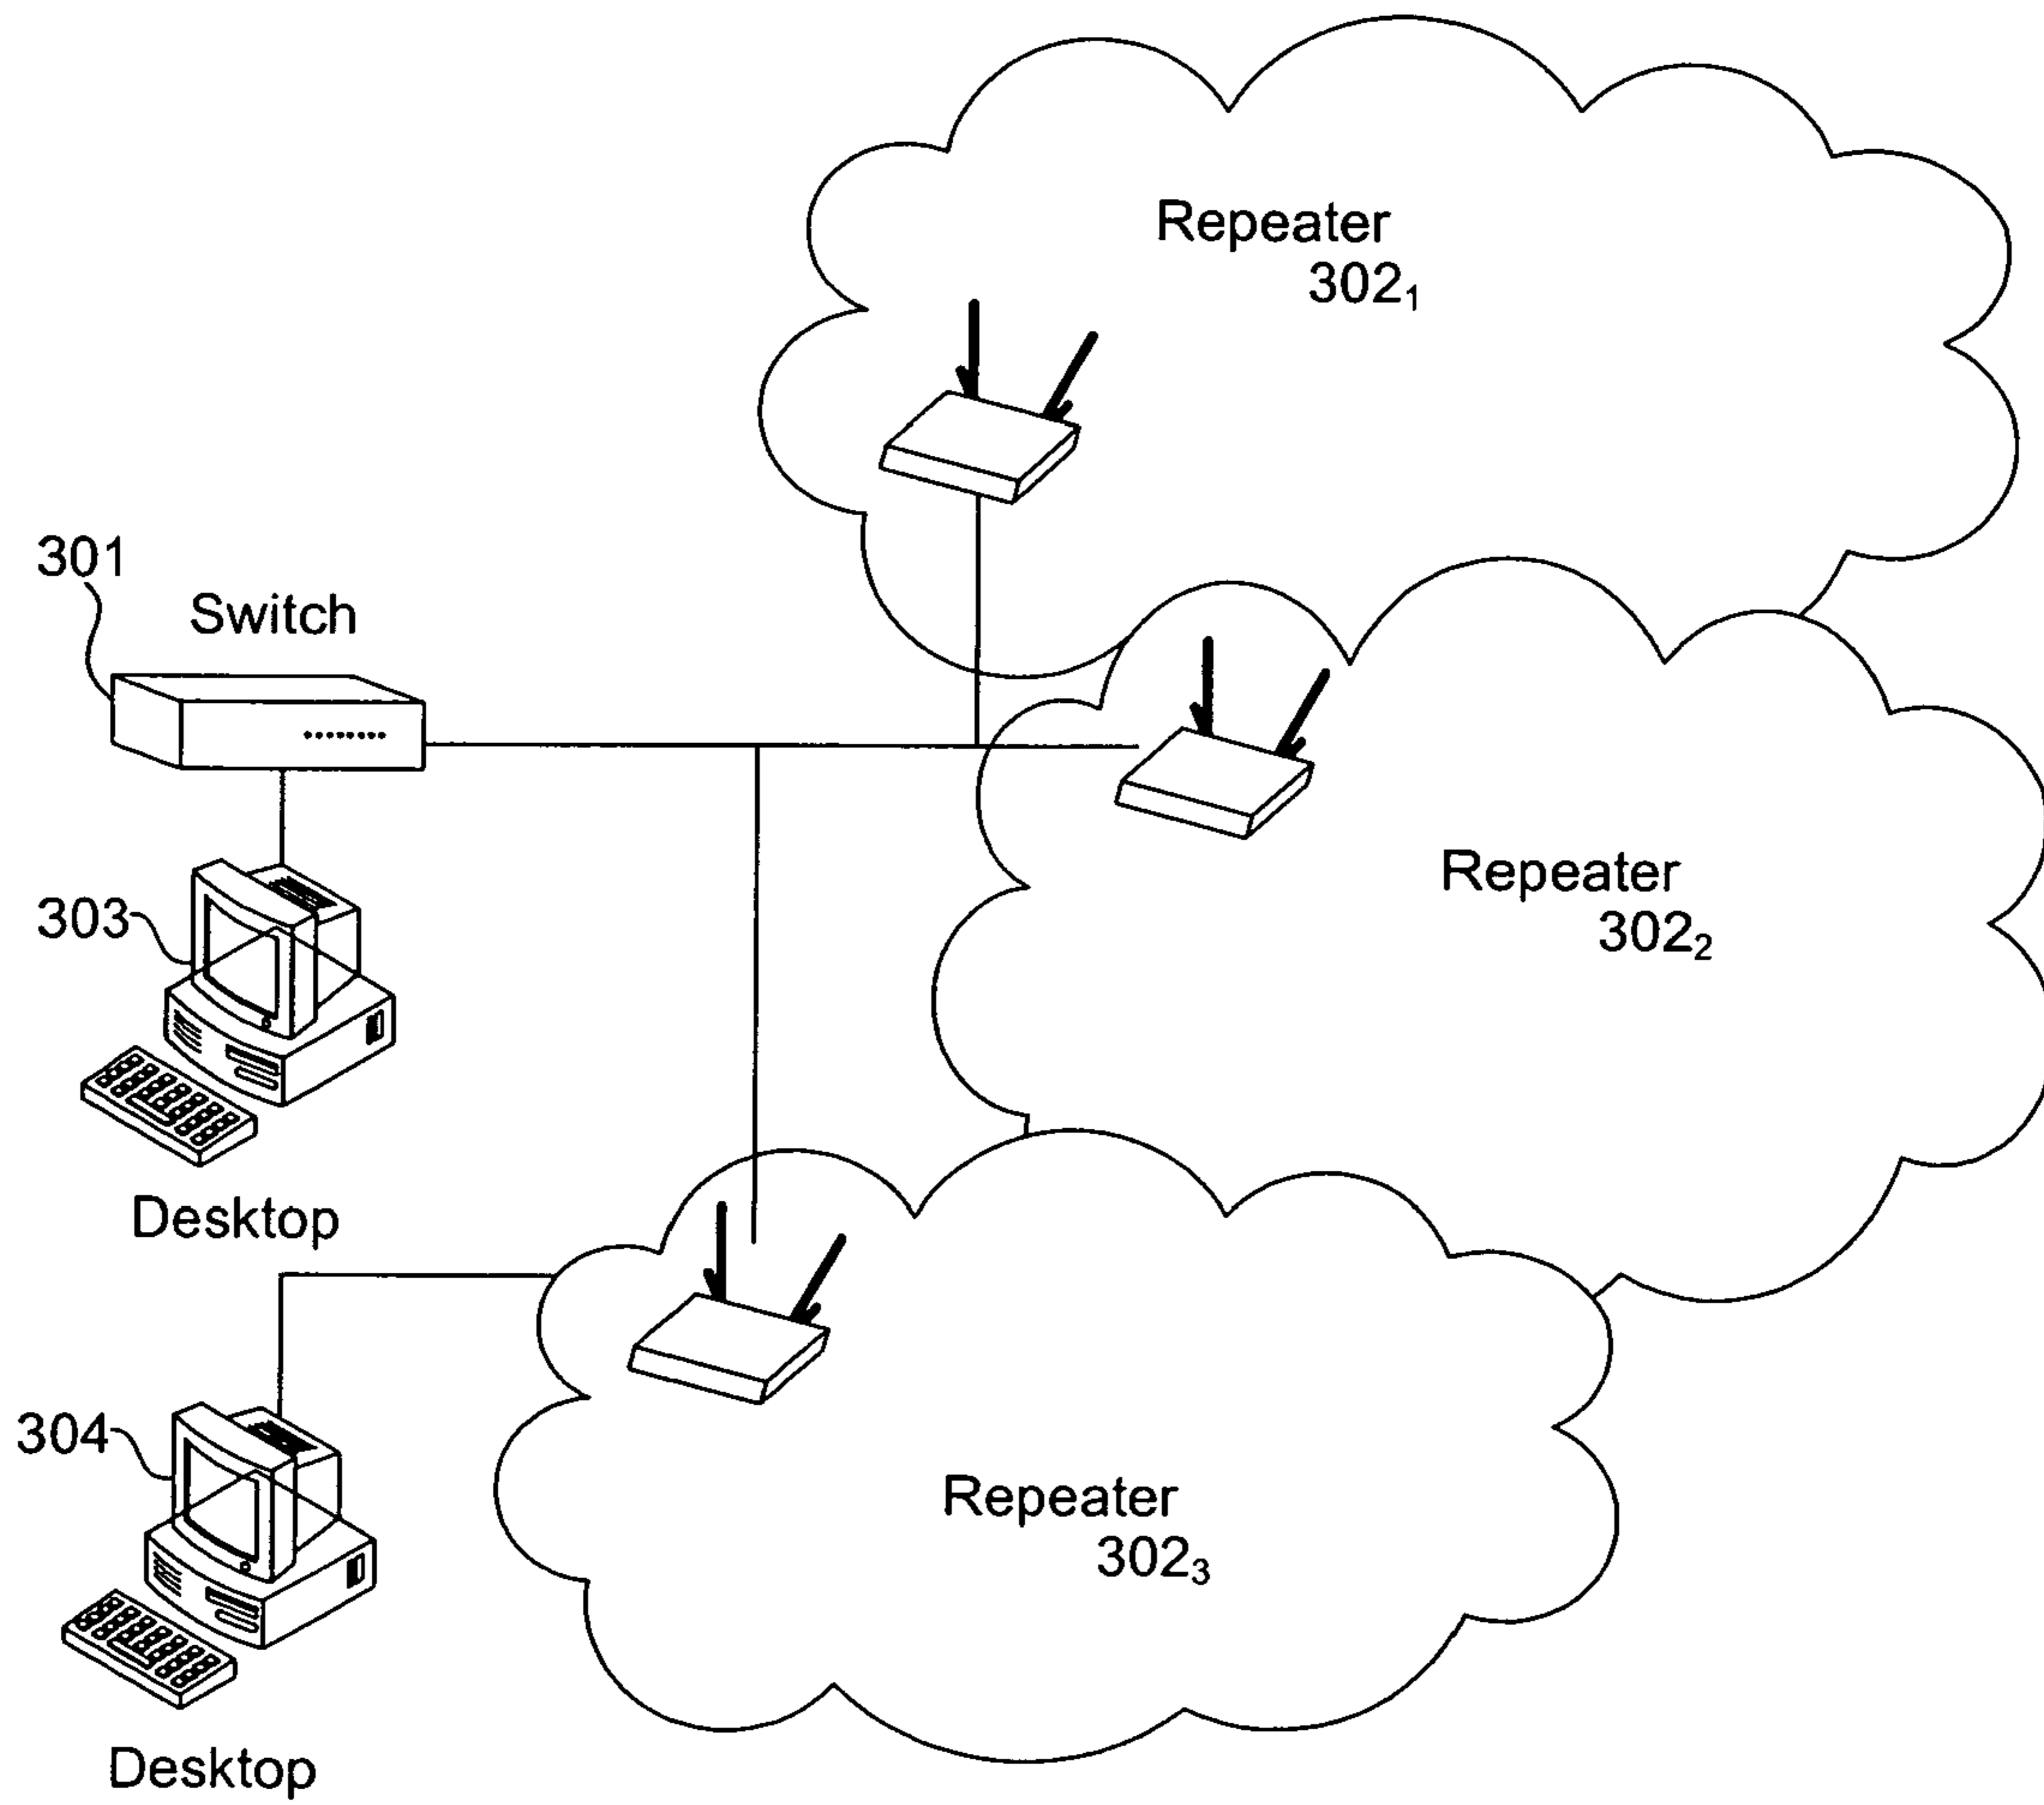 Repeater
302₁
301
Switch
303
Repeater
302₂
Desktop
304
Repeater
302₃
Desktop